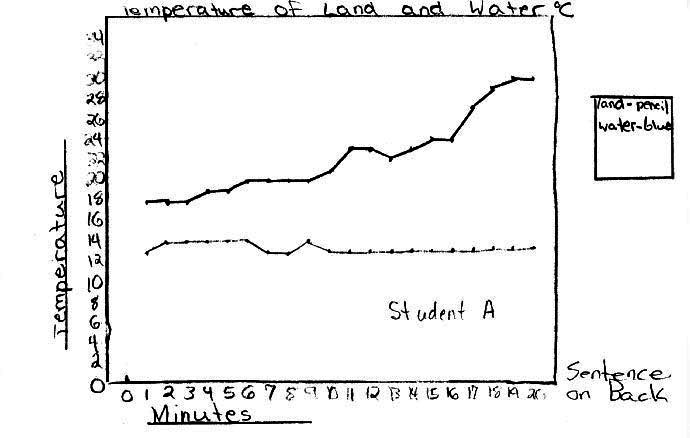 Temperature of Land and Water °C
34
32
30
28
26
24
22
20
18
16
14
12
10
8
6
4
2
0
Temperature
0 1 2 3 4 5 6 7 8 9 10 11 12 13 14 15 16 17 18 19 20
Minutes
Student A
land-pencil
water-blue
Sentence
on back